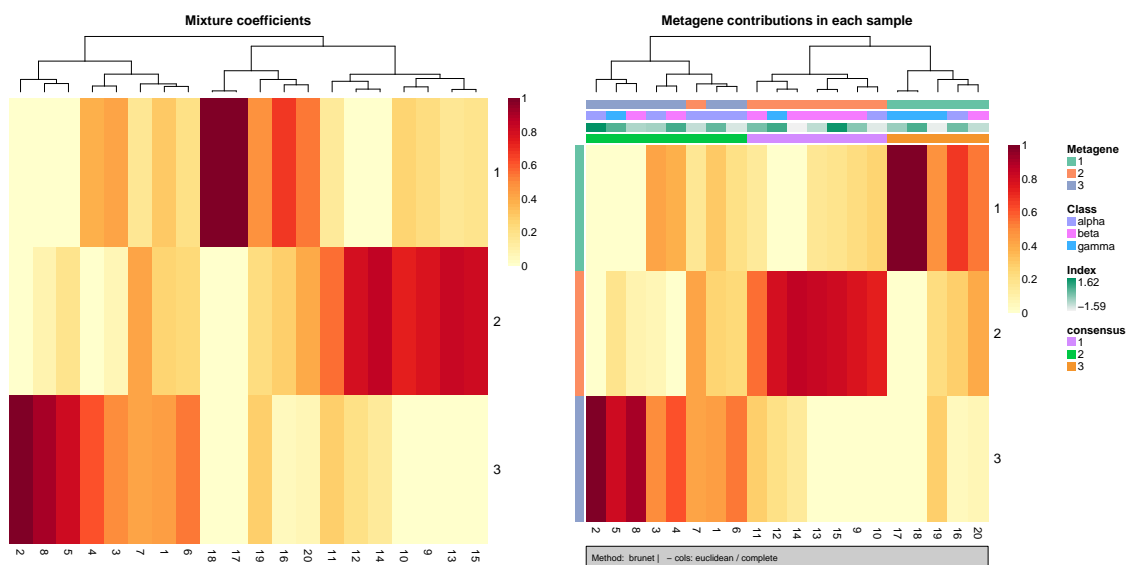 Mixture coefficients
1
0.8
0.6
0.4
0.2
0
1
2
3
2 8 5 4 3 7 1 6 18 17 19 16 20 11 12 14 10 9 13 15
Metagene contributions in each sample
1
0.8
0.6
0.4
0.2
0
1
2
3
2 5 8 3 4 7 1 6 11 12 14 13 15 9 10 17 18 19 16 20
Metagene
1
2
3
Class
alpha
beta
gamma
Index
1.62
−1.59
consensus
1
2
3
Method: brunet | − cols: euclidean / complete